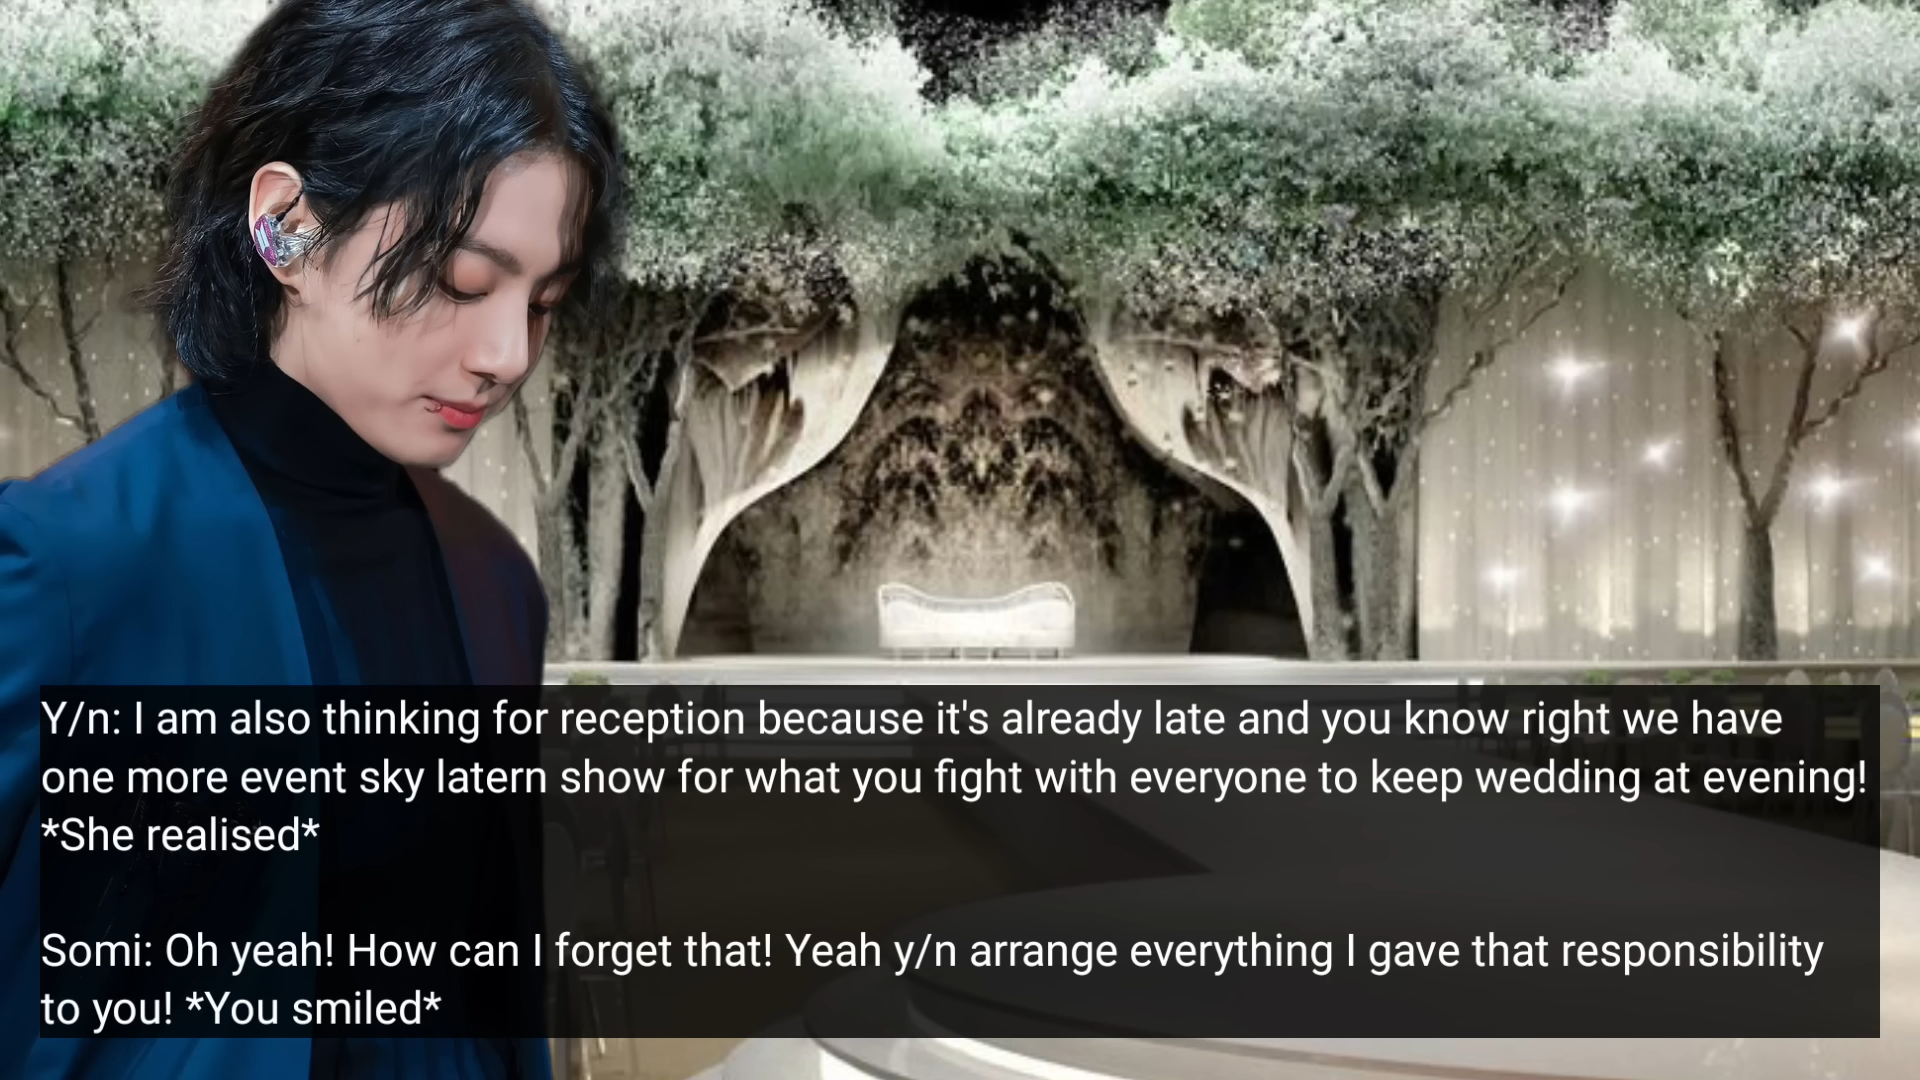 Y/n: I am also thinking for reception because it's already late and you know right we have
one more event sky latern show for what you fight with everyone to keep wedding at evening!
*She realised*
Somi: Oh yeah! How can I forget that! Yeah y/n arrange everything I gave that responsibility
to you! *You smiled*